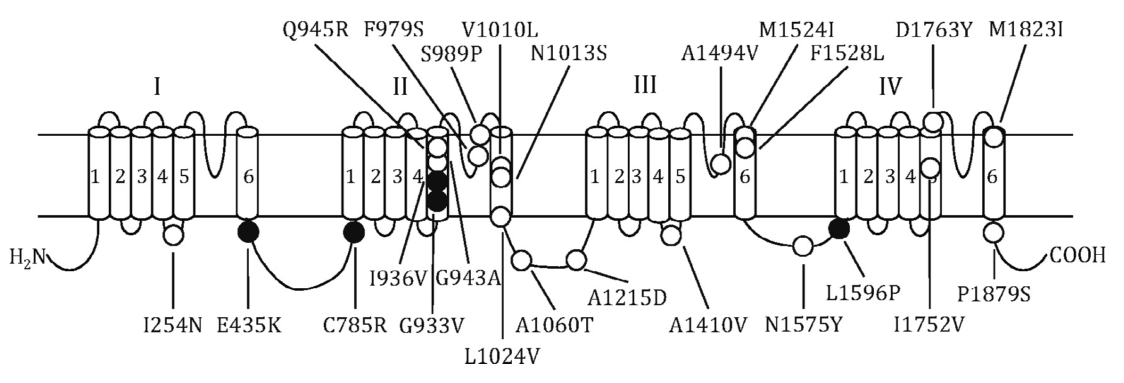 Q945R F979S V1010L M1524I D1763Y M1823I
S989P N1013S A1494V F1528L
I II III IV
1 2 3 4 5 6 1 2 3 4 6 1 2 3 4 5 6 1 2 3 4 5 6
H₂N COOH
I936V G943A
A1215D L1596P P1879S
I254N E435K C785R G933V A1060T A1410V N1575Y I1752V
L1024V